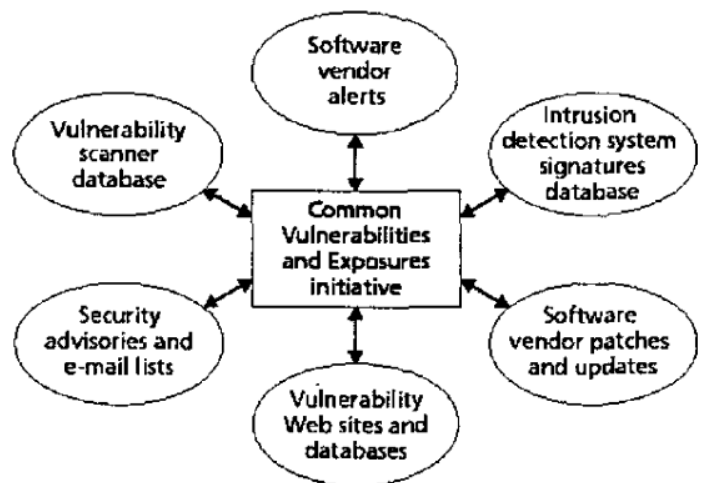 Software
vendor
alerts
Vulnerability
scanner
database
Intrusion
detection system
signatures
database
Common
Vulnerabilities
and Exposures
initiative
Security
advisories and
e-mail lists
Software
vendor patches
and updates
Vulnerability
Web sites and
databases